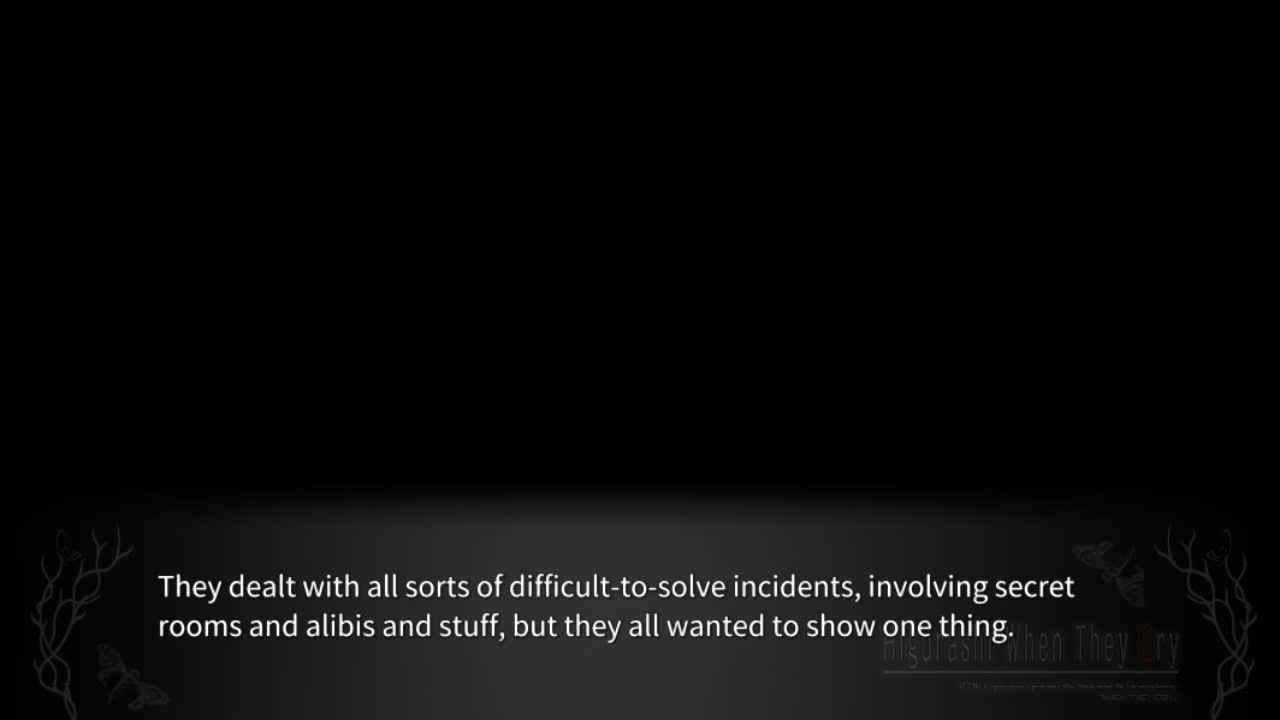 They dealt with all sorts of difficult-to-solve incidents, involving secret
rooms and alibis and stuff, but they all wanted to show one thing.
Higurashi When They Cry